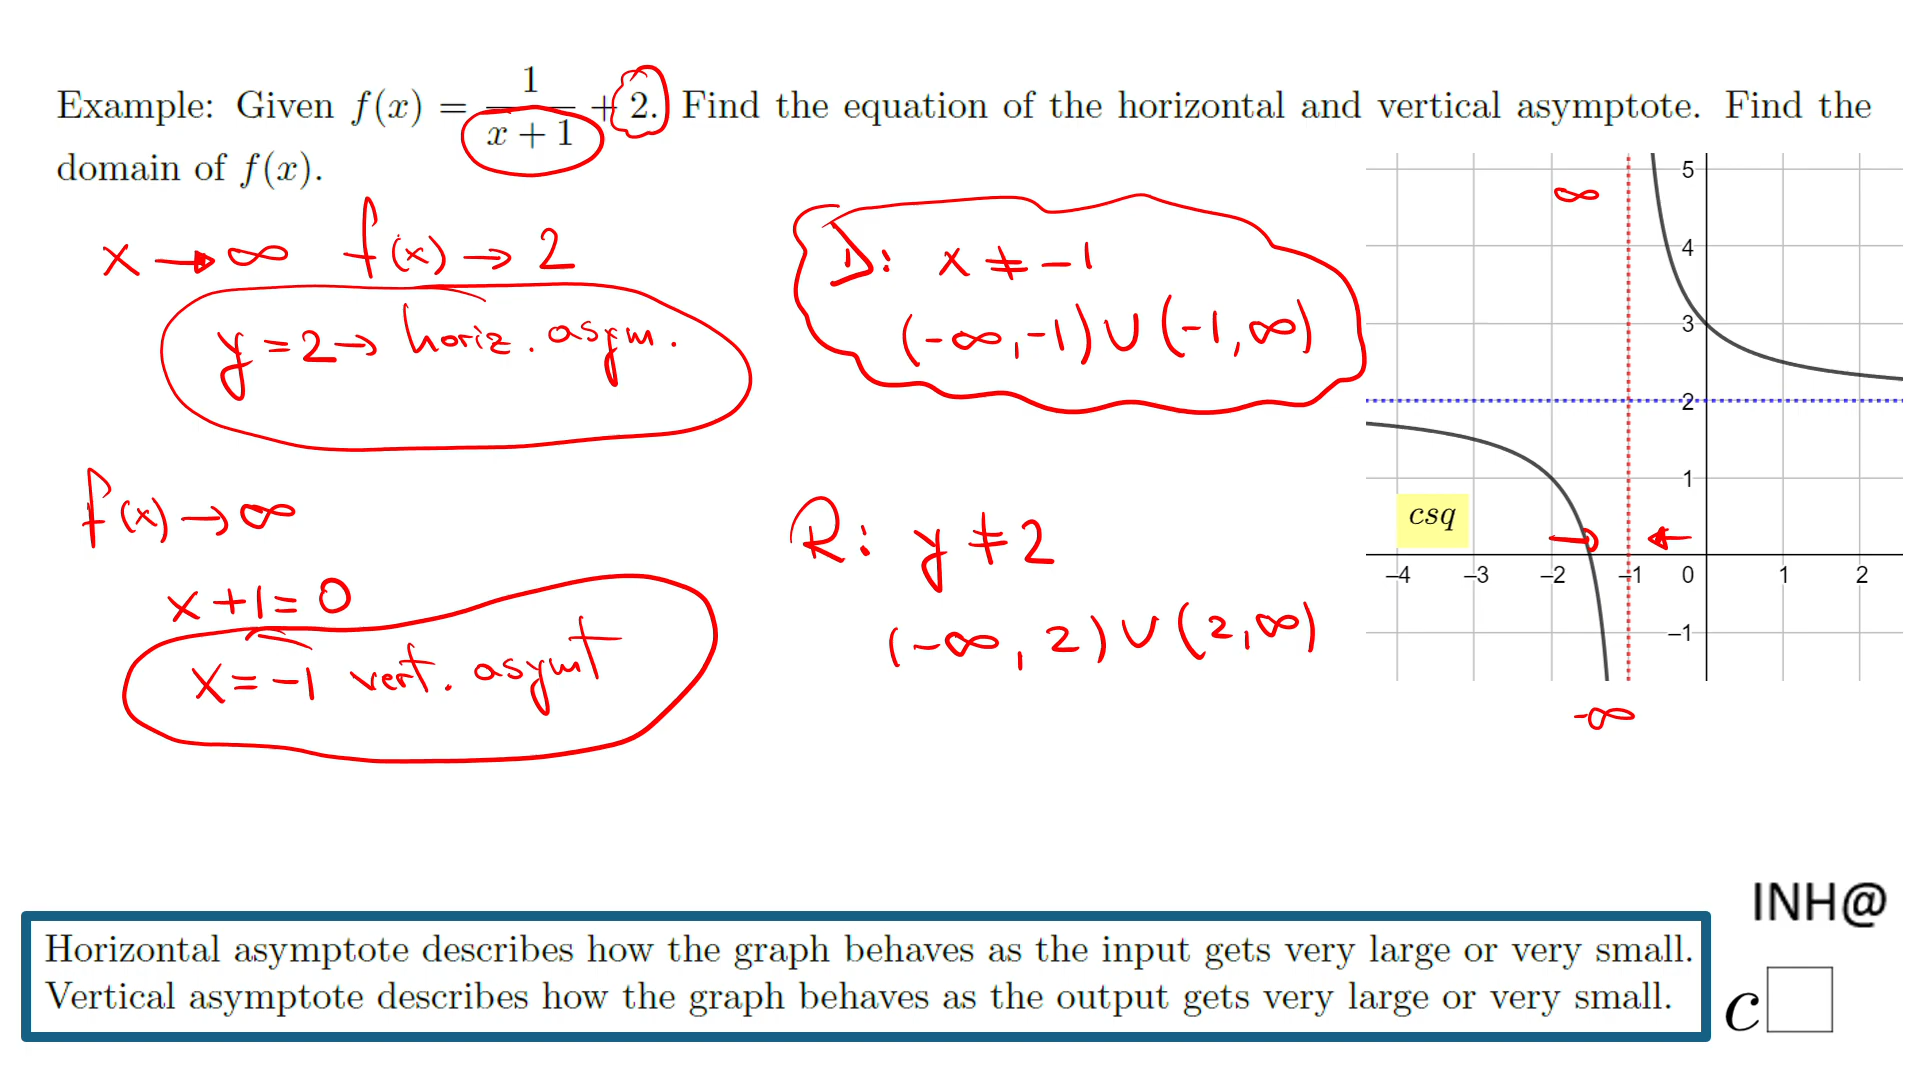 Example: Given f(x) = 1/(x + 1) + 2. Find the equation of the horizontal and vertical asymptote. Find the
domain of f(x).
x → ∞ f(x) → 2
y = 2 → horiz. asym.
f(x) → ∞
x + 1 = 0
x = -1 vert. asymt
D: x ≠ -1
(-∞, -1) ∪ (-1, ∞)
R: y ≠ 2
(-∞, 2) ∪ (2, ∞)
∞
5
4
3
2
1
csq
–4 –3 –2 –1 0 1 2
–1
-∞
INH@
Horizontal asymptote describes how the graph behaves as the input gets very large or very small.
Vertical asymptote describes how the graph behaves as the output gets very large or very small.
c□